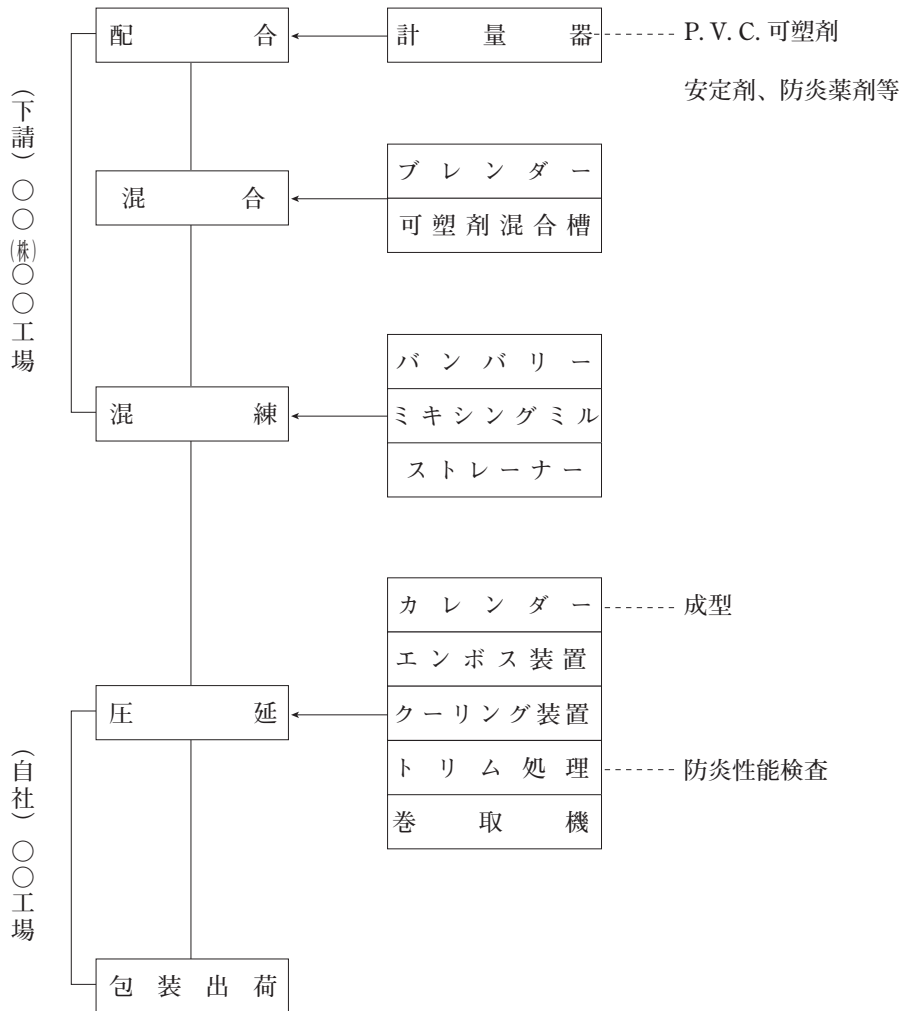 配合
計量器
P. V. C. 可塑剤
安定剤、防炎薬剤等
(下請) ○○(株)○○工場
混合
ブレンダー
可塑剤混合槽
混練
バンバリー
ミキシングミル
ストレーナー
カレンダー
成型
エンボス装置
圧延
クーリング装置
トリム処理
防炎性能検査
巻取機
(自社) ○○工場
包装出荷